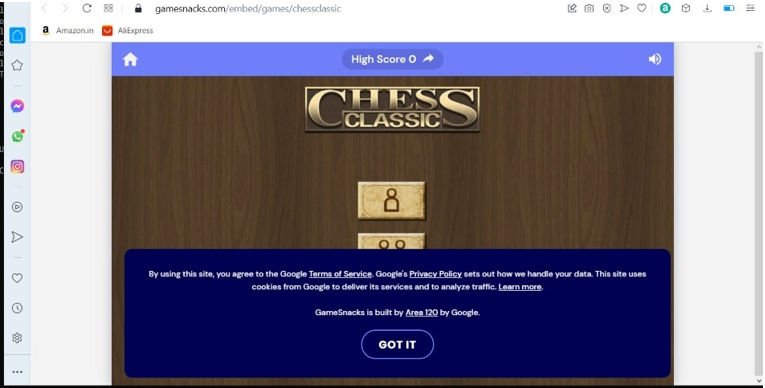 gamesnacks.com/embed/games/chessclassic
a Amazon.in AliExpress
High Score 0
CHESS
CLASSIC
By using this site, you agree to the Google Terms of Service. Google's Privacy Policy sets out how we handle your data. This site uses
cookies from Google to deliver its services and to analyze traffic. Learn more.
GameSnacks is built by Area 120 by Google.
GOT IT